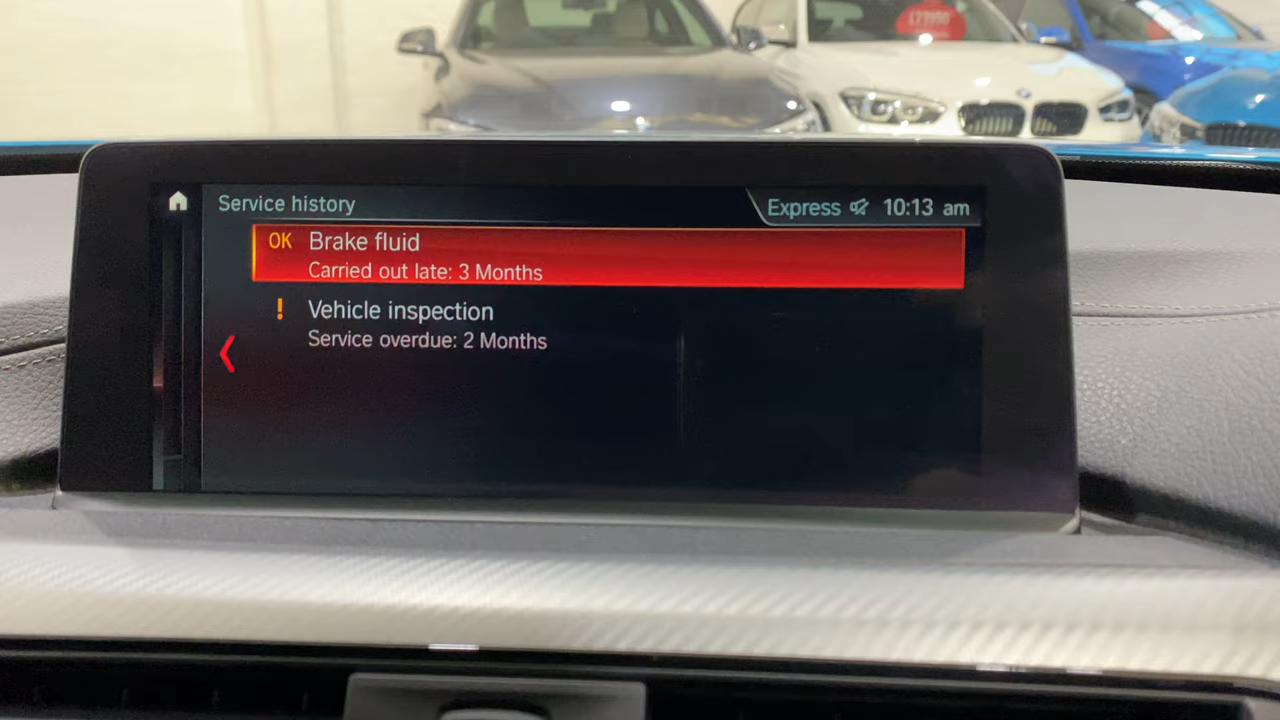 Service history
Express 10:13 am
OK Brake fluid
Carried out late: 3 Months
! Vehicle inspection
Service overdue: 2 Months